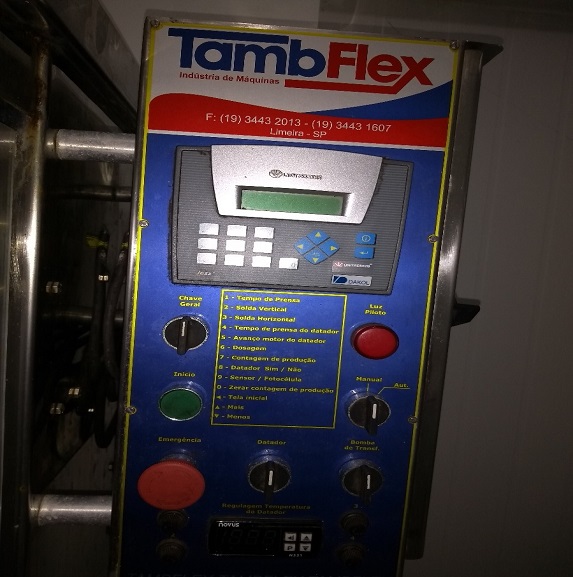 TambFlex
Indústria de Máquinas
F: (19) 3443 2013 - (19) 3443 1607
Limeira - SP
UNITRONICS
DAKOL
Chave
Geral
1 - Tempo de Prensa
2 - Solda Vertical
3 - Solda Horizontal
4 - Tempo de prensa do datador
5 - Avanço motor do datador
6 - Dosagem
7 - Contagem de produção
8 - Datador Sim / Não
9 - Sensor / Fotocélula
0 - Zerar contagem de produção
◄ - Tela inicial
▲ - Mais
▼ - Menos
Luz
Piloto
Início
Manual
Aut.
Emergência
Datador
Bomba
de Transf.
Regulagem Temperatura
do Datador
novus